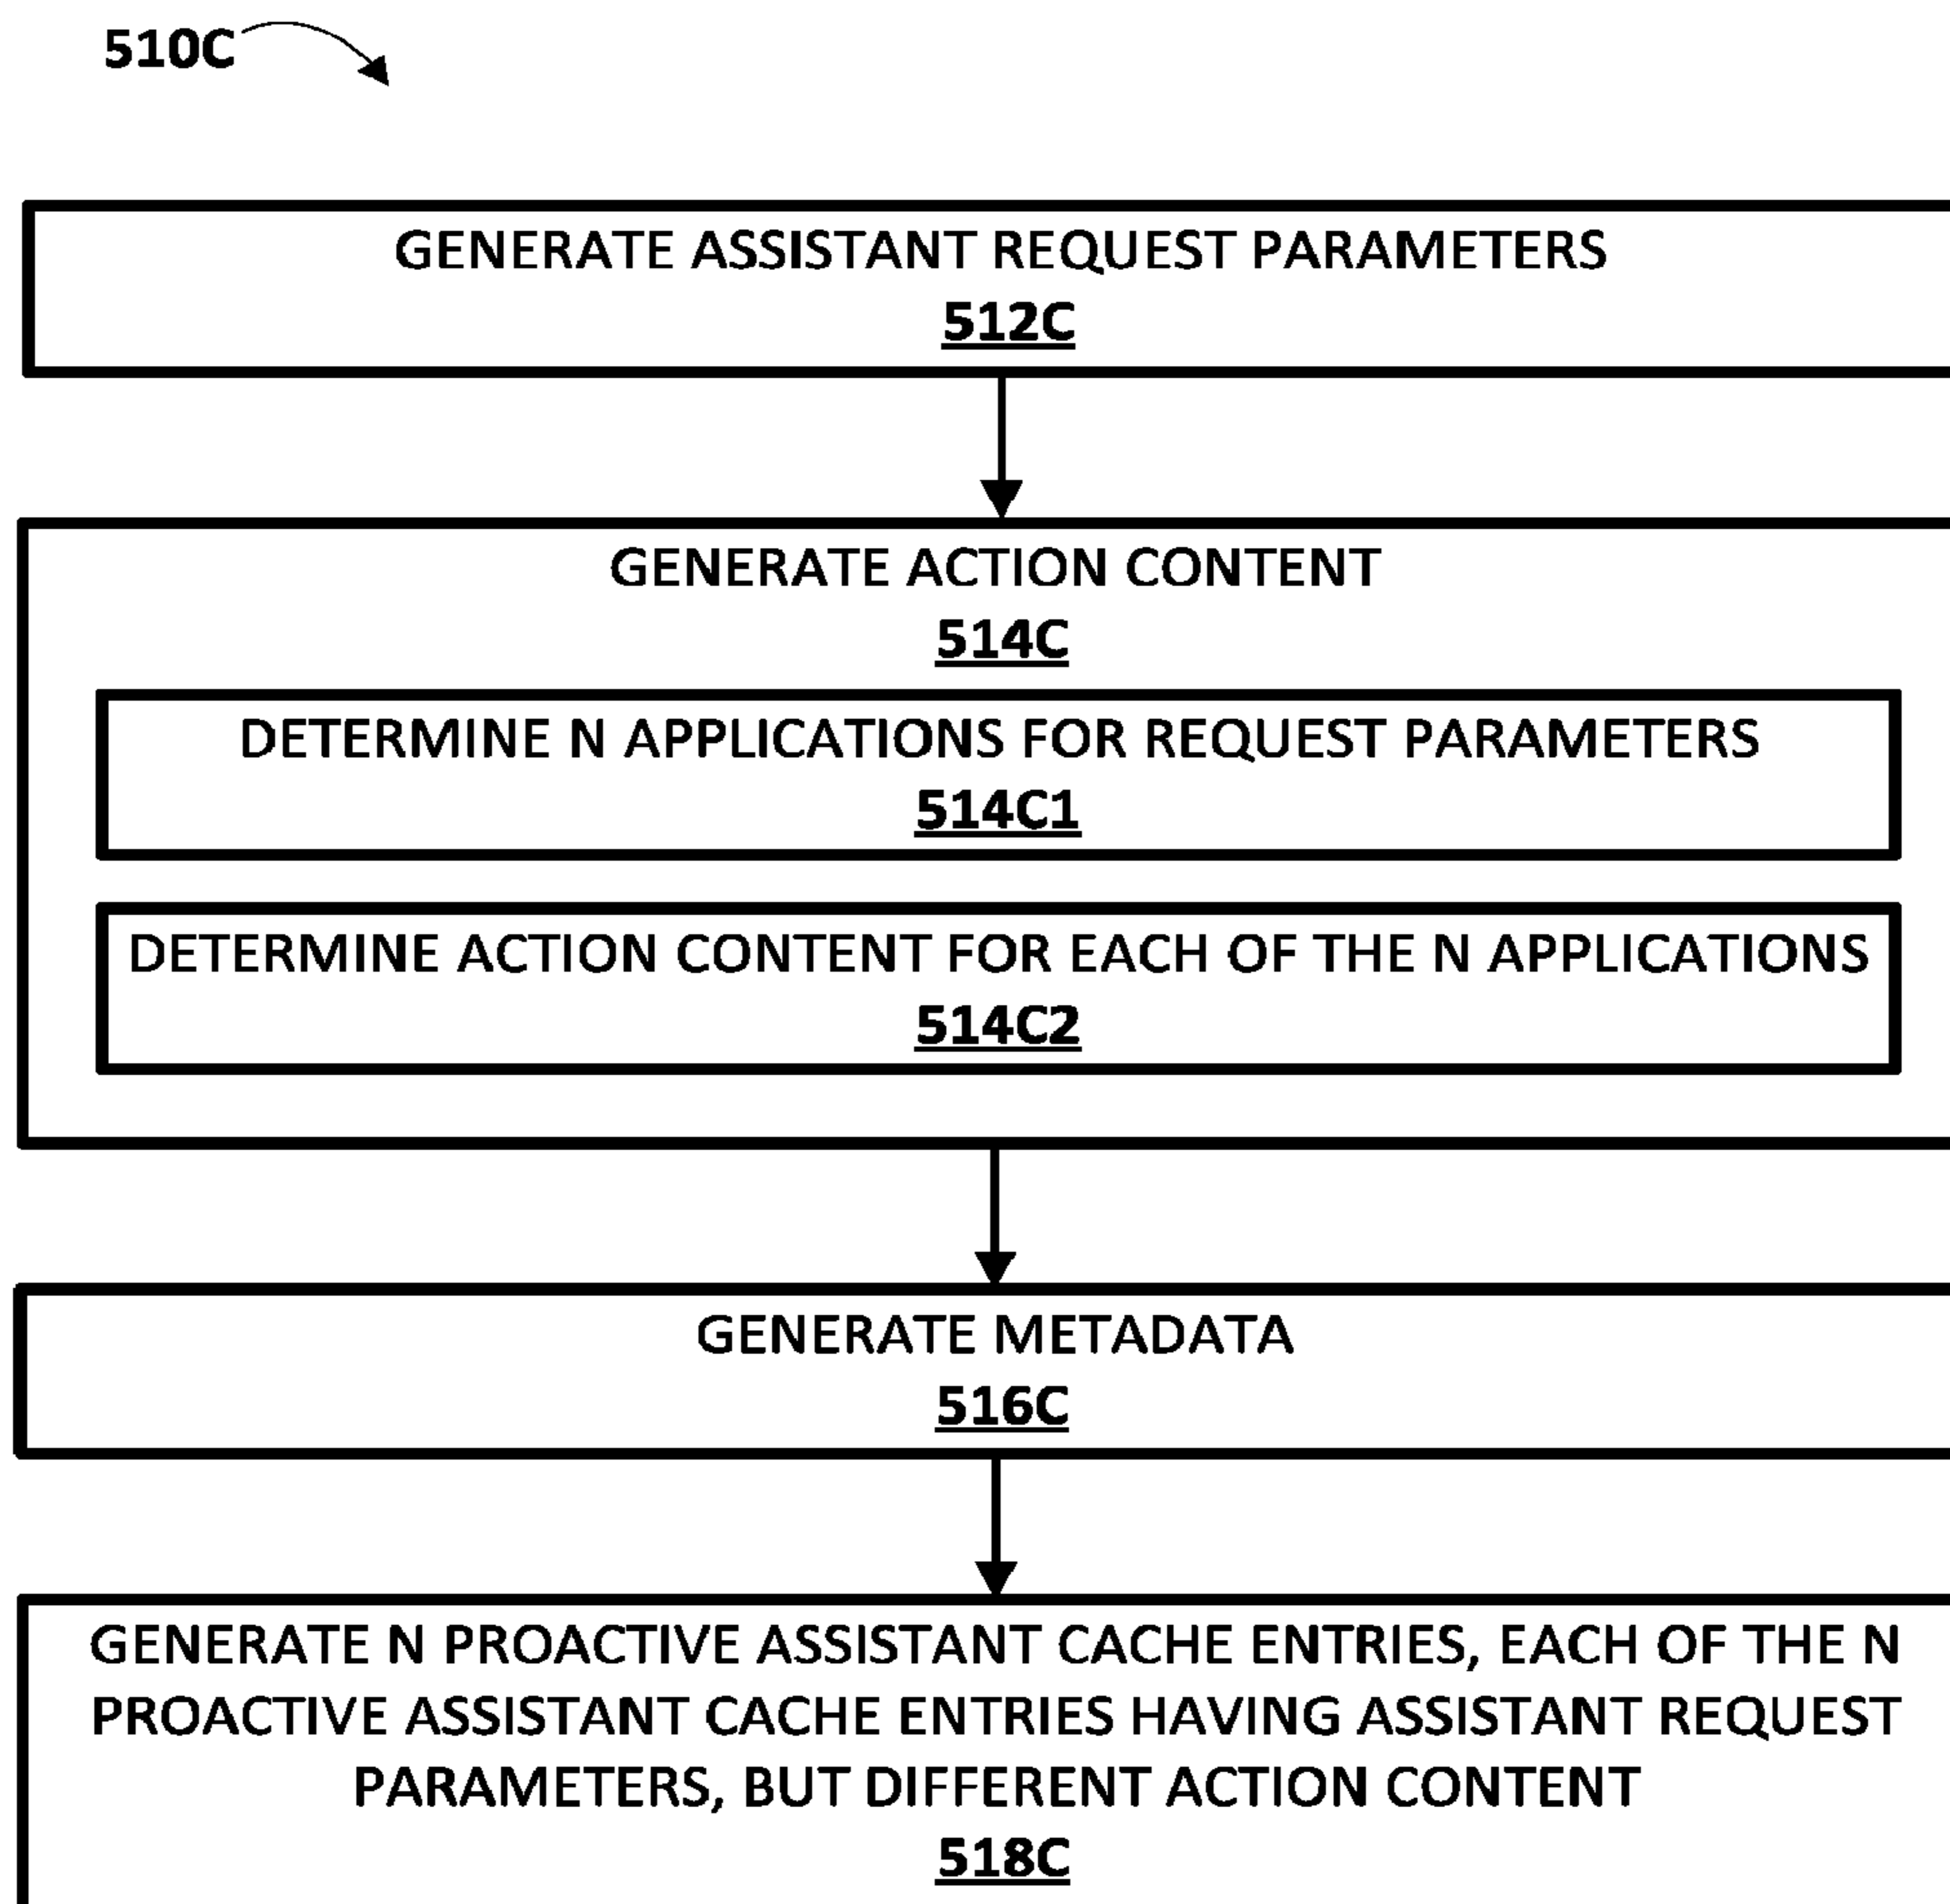 510C
GENERATE ASSISTANT REQUEST PARAMETERS
512C
GENERATE ACTION CONTENT
514C
DETERMINE N APPLICATIONS FOR REQUEST PARAMETERS
514C1
DETERMINE ACTION CONTENT FOR EACH OF THE N APPLICATIONS
514C2
GENERATE METADATA
516C
GENERATE N PROACTIVE ASSISTANT CACHE ENTRIES, EACH OF THE N
PROACTIVE ASSISTANT CACHE ENTRIES HAVING ASSISTANT REQUEST
PARAMETERS, BUT DIFFERENT ACTION CONTENT
518C